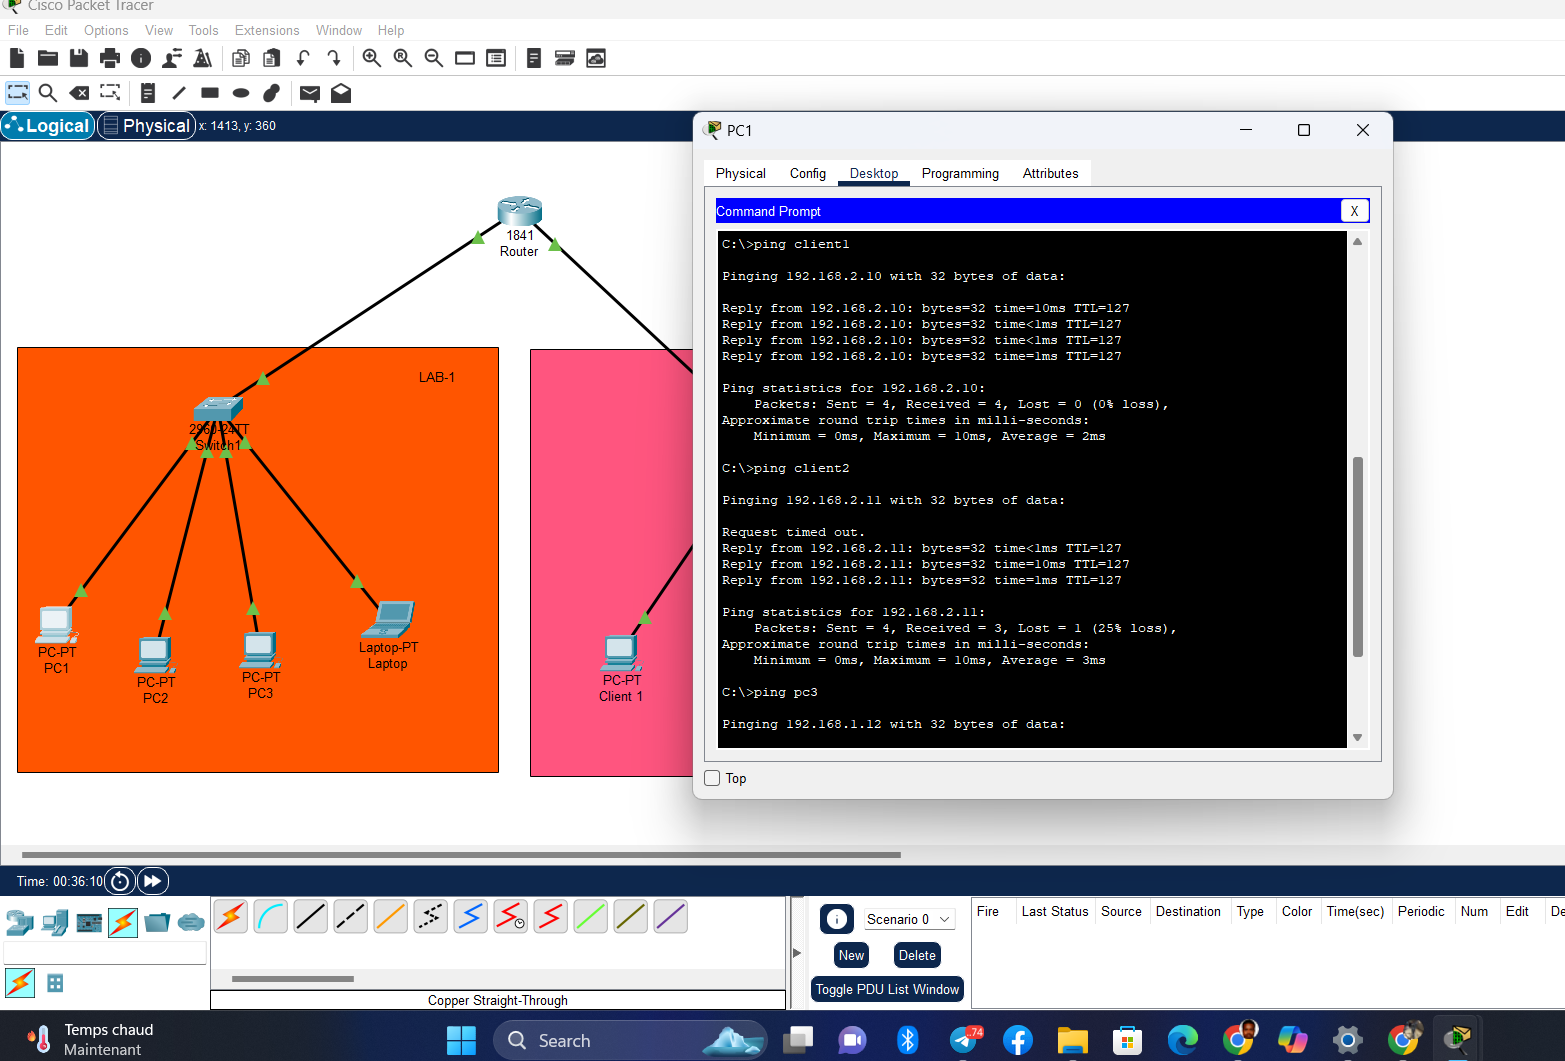 Cisco Packet Tracer
File Edit Options View Tools Extensions Window Help
Logical Physical x: 1413, y: 360
1841
Router
LAB-1
2960-24TT
Switch1
PC-PT
PC1
PC-PT
PC2
PC-PT
PC3
Laptop-PT
Laptop
PC-PT
Client 1
PC1
Physical Config Desktop Programming Attributes
Command Prompt X
C:\>ping client1
Pinging 192.168.2.10 with 32 bytes of data:
Reply from 192.168.2.10: bytes=32 time=10ms TTL=127
Reply from 192.168.2.10: bytes=32 time<1ms TTL=127
Reply from 192.168.2.10: bytes=32 time<1ms TTL=127
Reply from 192.168.2.10: bytes=32 time=1ms TTL=127
Ping statistics for 192.168.2.10:
Packets: Sent = 4, Received = 4, Lost = 0 (0% loss),
Approximate round trip times in milli-seconds:
Minimum = 0ms, Maximum = 10ms, Average = 2ms
C:\>ping client2
Pinging 192.168.2.11 with 32 bytes of data:
Request timed out.
Reply from 192.168.2.11: bytes=32 time<1ms TTL=127
Reply from 192.168.2.11: bytes=32 time=10ms TTL=127
Reply from 192.168.2.11: bytes=32 time=1ms TTL=127
Ping statistics for 192.168.2.11:
Packets: Sent = 4, Received = 3, Lost = 1 (25% loss),
Approximate round trip times in milli-seconds:
Minimum = 0ms, Maximum = 10ms, Average = 3ms
C:\>ping pc3
Pinging 192.168.1.12 with 32 bytes of data:
Top
Time: 00:36:10
Copper Straight-Through
Scenario 0
New Delete
Toggle PDU List Window
Fire Last Status Source Destination Type Color Time(sec) Periodic Num Edit De
Temps chaud
Maintenant
Search
74